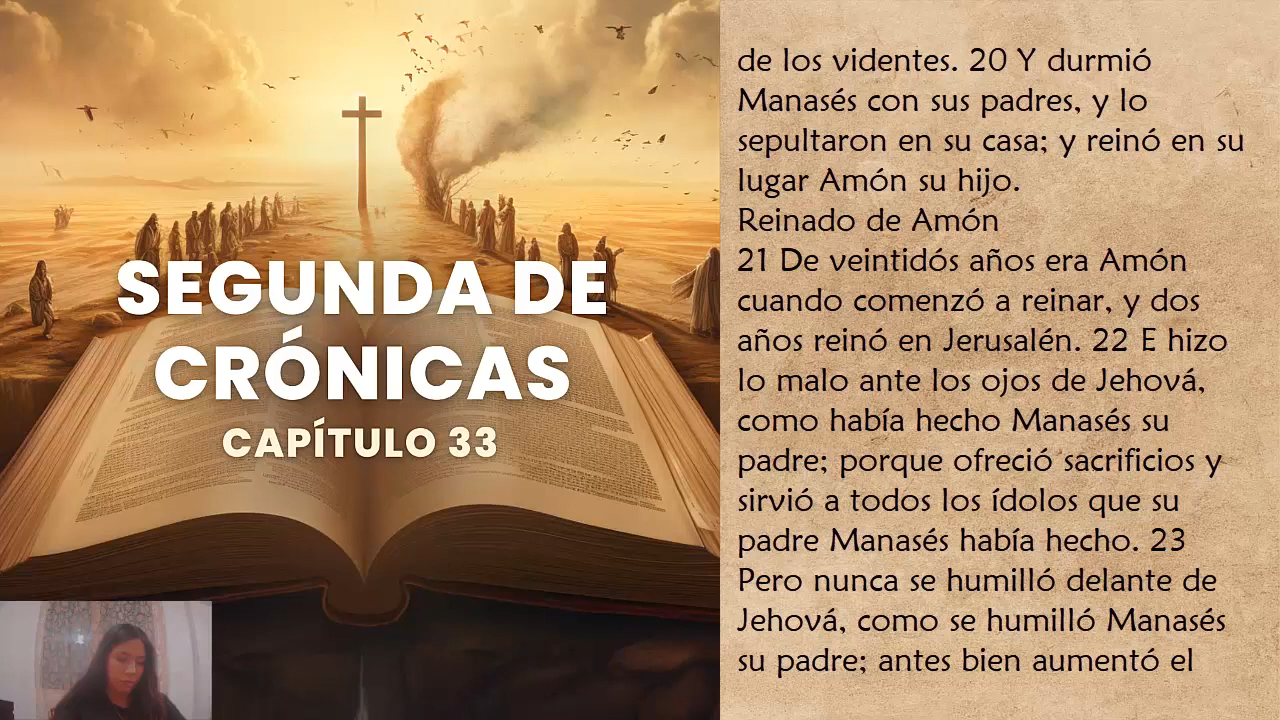 SEGUNDA DE
CRÓNICAS
CAPÍTULO 33
de los videntes. 20 Y durmió
Manasés con sus padres, y lo
sepultaron en su casa; y reinó en su
lugar Amón su hijo.
Reinado de Amón
21 De veintidós años era Amón
cuando comenzó a reinar, y dos
años reinó en Jerusalén. 22 E hizo
lo malo ante los ojos de Jehová,
como había hecho Manasés su
padre; porque ofreció sacrificios y
sirvió a todos los ídolos que su
padre Manasés había hecho. 23
Pero nunca se humilló delante de
Jehová, como se humilló Manasés
su padre; antes bien aumentó el